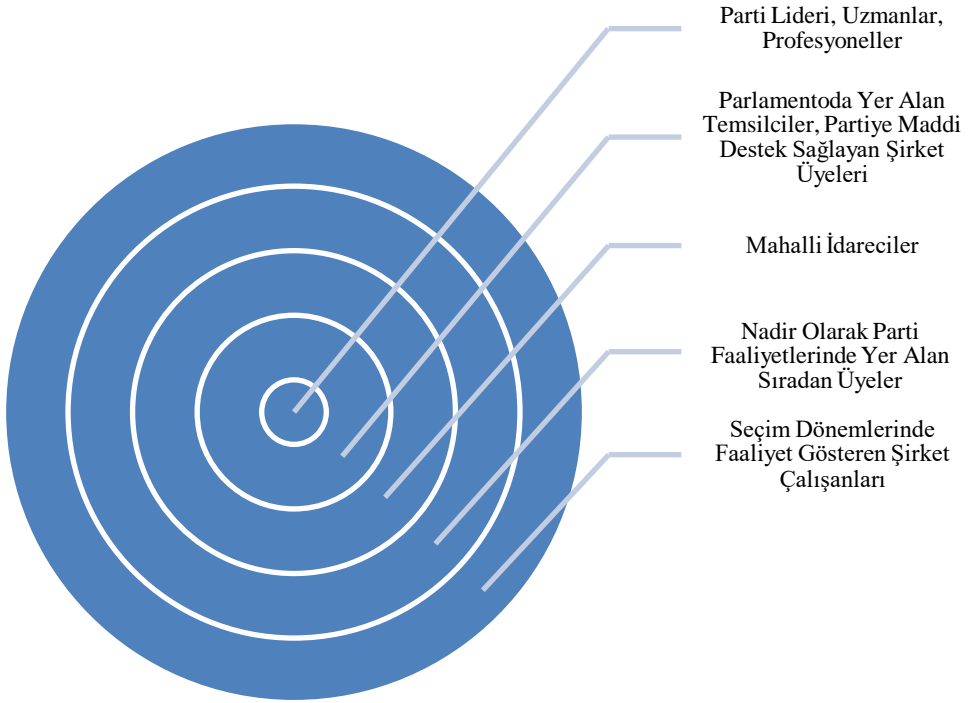 Parti Lideri, Uzmanlar,
Profesyoneller
Parlamentoda Yer Alan
Temsilciler, Partiye Maddi
Destek Sağlayan Şirket
Üyeleri
Mahalli İdareciler
Nadir Olarak Parti
Faaliyetlerinde Yer Alan
Sıradan Üyeler
Seçim Dönemlerinde
Faaliyet Gösteren Şirket
Çalışanları